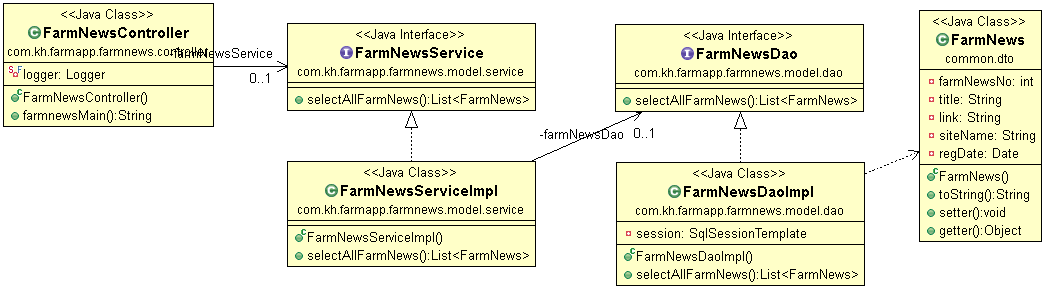 <<Java Class>>
FarmNewsController
com.kh.farmapp.farmnews.controller
logger: Logger
FarmNewsController()
farmnewsMain():String
-farmNewsService
0..1
<<Java Interface>>
FarmNewsService
com.kh.farmapp.farmnews.model.service
selectAllFarmNews():List<FarmNews>
<<Java Interface>>
FarmNewsDao
com.kh.farmapp.farmnews.model.dao
selectAllFarmNews():List<FarmNews>
<<Java Class>>
FarmNews
common.dto
farmNewsNo: int
title: String
link: String
siteName: String
regDate: Date
FarmNews()
toString():String
setter():void
getter():Object
<<Java Class>>
FarmNewsServiceImpl
com.kh.farmapp.farmnews.model.service
FarmNewsServiceImpl()
selectAllFarmNews():List<FarmNews>
-farmNewsDao
0..1
<<Java Class>>
FarmNewsDaoImpl
com.kh.farmapp.farmnews.model.dao
session: SqlSessionTemplate
FarmNewsDaoImpl()
selectAllFarmNews():List<FarmNews>